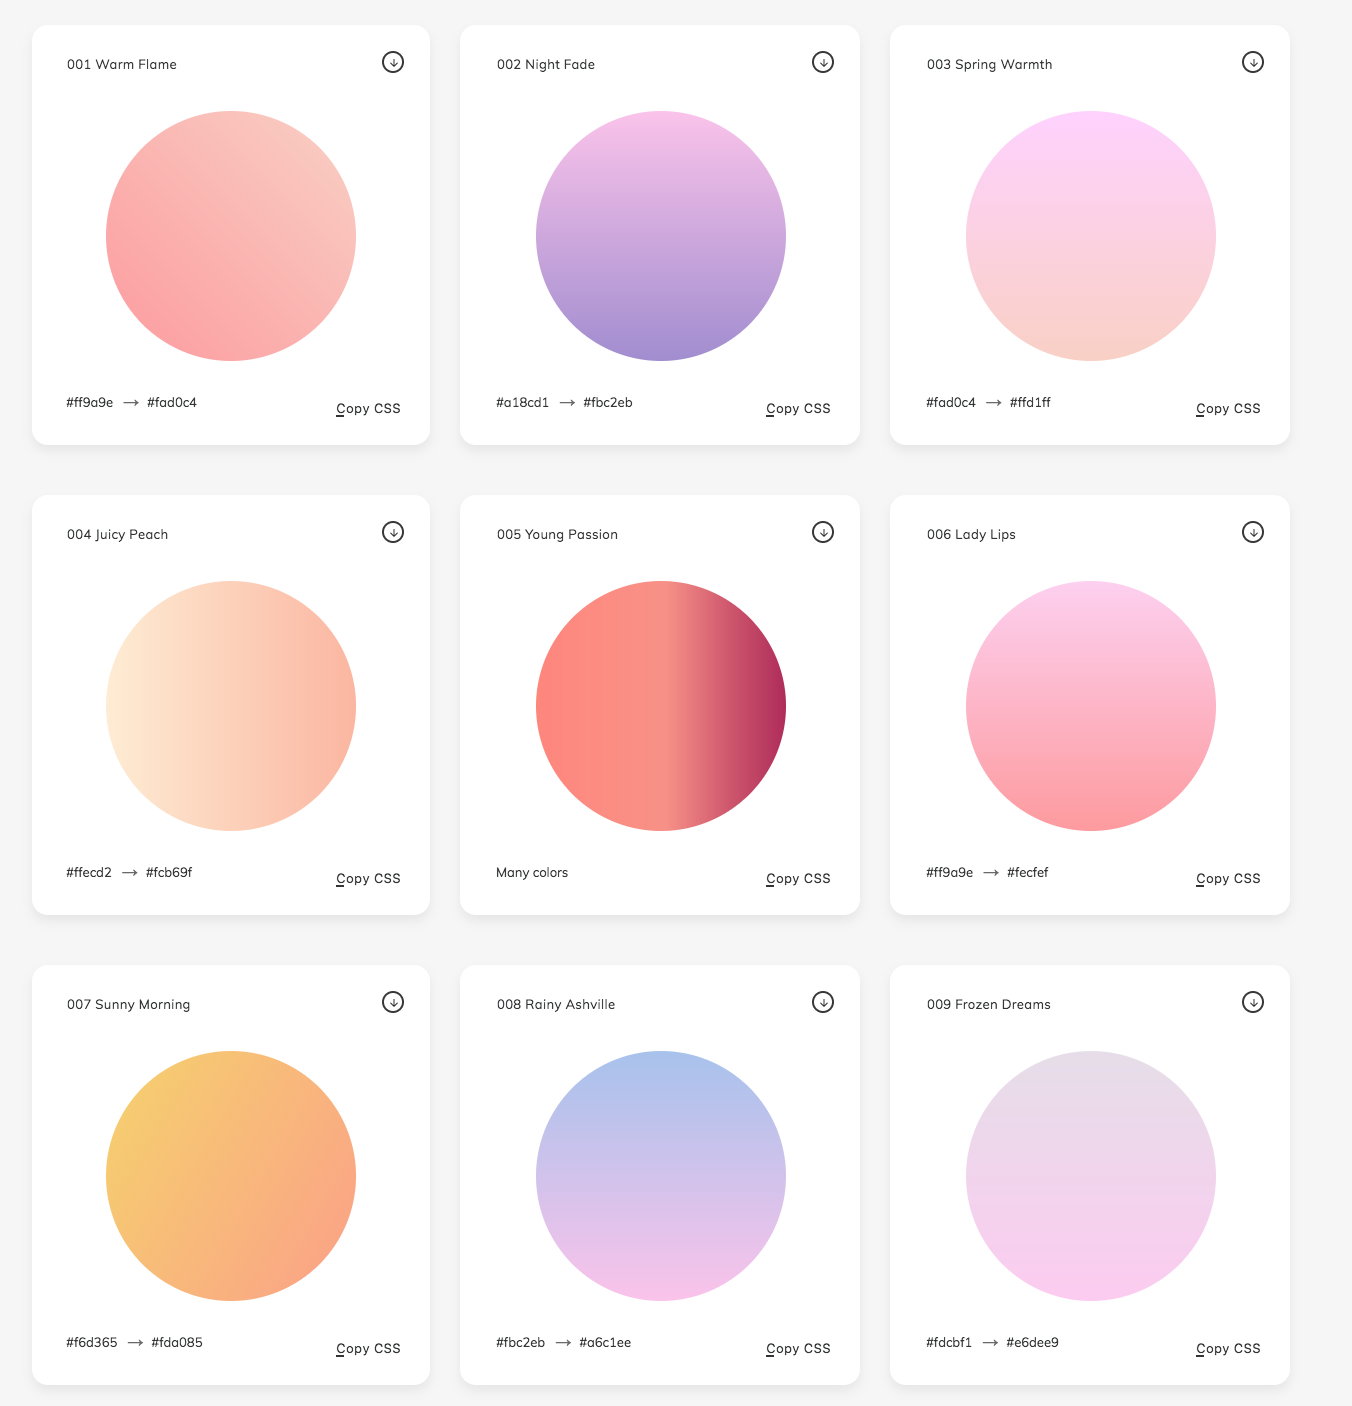 001 Warm Flame
#ff9a9e → #fad0c4
Copy CSS
002 Night Fade
#a18cd1 → #fbc2eb
Copy CSS
003 Spring Warmth
#fad0c4 → #ffd1ff
Copy CSS
004 Juicy Peach
#ffecd2 → #fcb69f
Copy CSS
005 Young Passion
Many colors
Copy CSS
006 Lady Lips
#ff9a9e → #fecfef
Copy CSS
007 Sunny Morning
#f6d365 → #fda085
Copy CSS
008 Rainy Ashville
#fbc2eb → #a6c1ee
Copy CSS
009 Frozen Dreams
#fdcbf1 → #e6dee9
Copy CSS